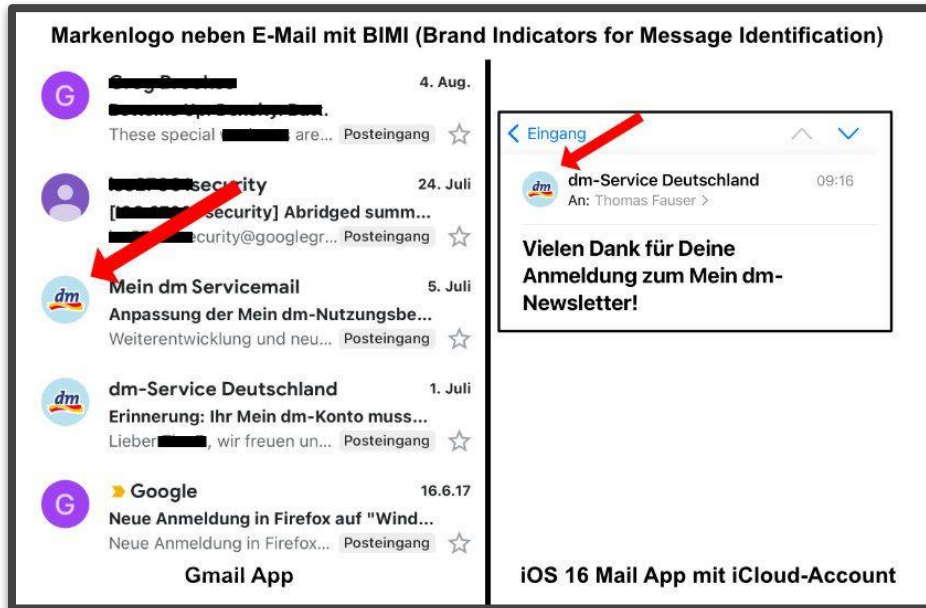 Markenlogo neben E-Mail mit BIMI (Brand Indicators for Message Identification)
G
4. Aug.
These special are... Posteingang
security 24. Juli
security] Abridged summ...
ecurity@googlegr... Posteingang
dm
Mein dm Servicemail 5. Juli
Anpassung der Mein dm-Nutzungsbe...
Weiterentwicklung und neu... Posteingang
dm
dm-Service Deutschland 1. Juli
Erinnerung: Ihr Mein dm-Konto muss...
Lieber , wir freuen un... Posteingang
G
Google 16.6.17
Neue Anmeldung in Firefox auf "Wind...
Neue Anmeldung in Firefox... Posteingang
Gmail App
Eingang
dm
dm-Service Deutschland 09:16
An: Thomas Fauser >
Vielen Dank für Deine
Anmeldung zum Mein dm-
Newsletter!
iOS 16 Mail App mit iCloud-Account